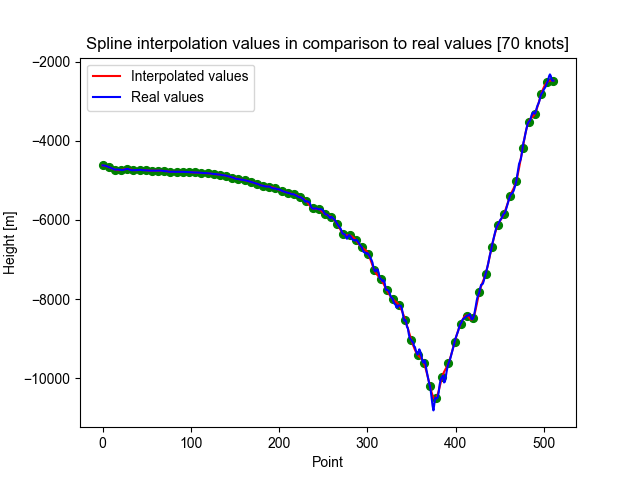 Spline interpolation values in comparison to real values [70 knots]
Interpolated values
Real values
−2000
−4000
−6000
−8000
−10000
Height [m]
0 100 200 300 400 500
Point